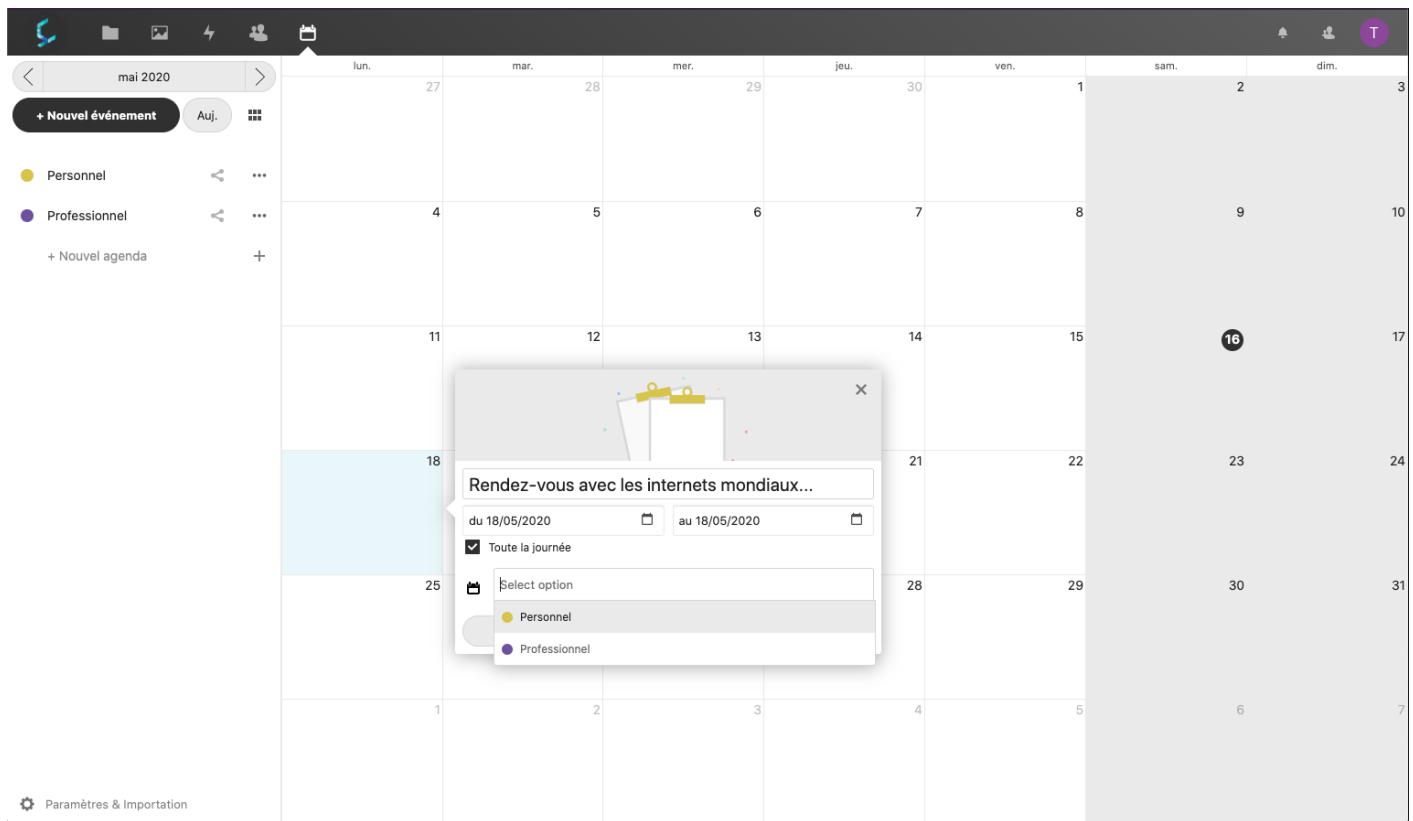 T
mai 2020
+ Nouvel événement
Auj.
Personnel
Professionnel
+ Nouvel agenda
Paramètres & Importation
lun. mar. mer. jeu. ven. sam. dim.
27 28 29 30 1 2 3
4 5 6 7 8 9 10
11 12 13 14 15 16 17
18 21 22 23 24
25 28 29 30 31
1 2 3 4 5 6 7
Rendez-vous avec les internets mondiaux...
du 18/05/2020 au 18/05/2020
Toute la journée
Select option
Personnel
Professionnel